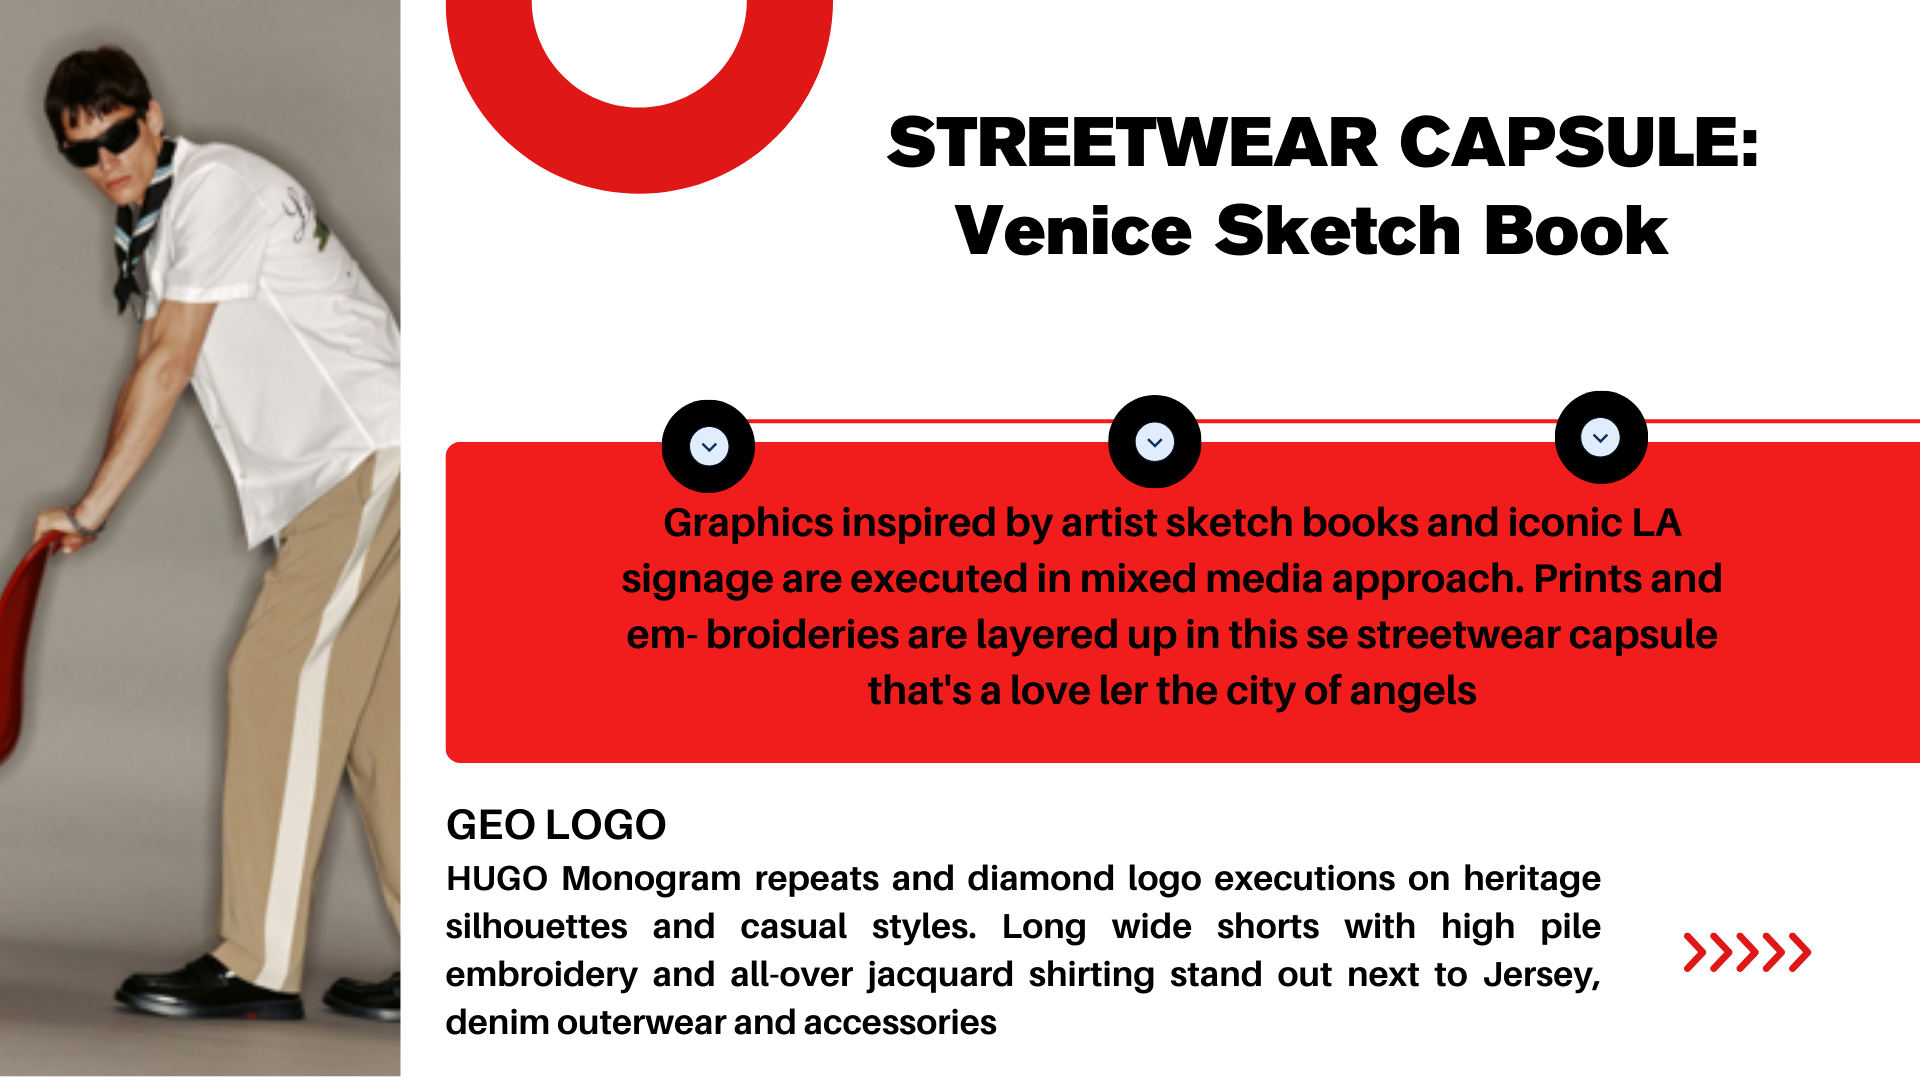 STREETWEAR CAPSULE:
Venice Sketch Book
Graphics inspired by artist sketch books and iconic LA
signage are executed in mixed media approach. Prints and
em- broideries are layered up in this se streetwear capsule
that's a love ler the city of angels
GEO LOGO
HUGO Monogram repeats and diamond logo executions on heritage
silhouettes and casual styles. Long wide shorts with high pile
embroidery and all-over jacquard shirting stand out next to Jersey,
denim outerwear and accessories